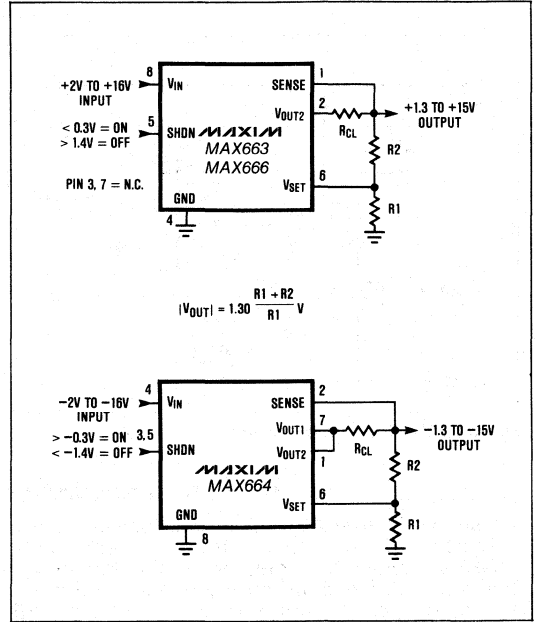 8
1
+2V TO +16V
INPUT
VIN
SENSE
2
VOUT2
+1.3 TO +15V
OUTPUT
RCL
< 0.3V = ON
> 1.4V = OFF
5
SHDN
MAXIM
MAX663
MAX666
R2
PIN 3, 7 = N.C.
6
VSET
R1
GND
4
|VOUT| = 1.30 R1 + R2 / R1 V
4
2
-2V TO -16V
INPUT
VIN
SENSE
7
VOUT1
-1.3 TO -15V
OUTPUT
RCL
> -0.3V = ON
< -1.4V = OFF
3,5
SHDN
VOUT2
1
MAXIM
MAX664
R2
6
VSET
R1
GND
8